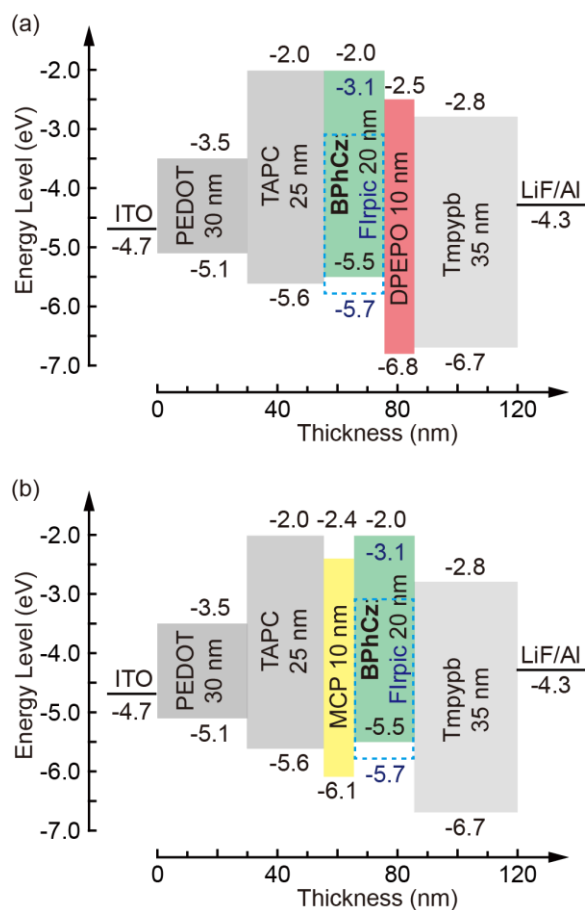 (a)
Energy Level (eV)
-2.0
-3.0
-4.0
-5.0
-6.0
-7.0
ITO
-4.7
-3.5
PEDOT
30 nm
-5.1
-2.0
TAPC
25 nm
-5.6
-2.0
-3.1
BPhCz:
FIrpic 20 nm
-5.5
-5.7
-2.5
DPEPO 10 nm
-6.8
-2.8
Tmpypb
35 nm
-6.7
LiF/Al
-4.3
0 40 80 120
Thickness (nm)
(b)
Energy Level (eV)
-2.0
-3.0
-4.0
-5.0
-6.0
-7.0
ITO
-4.7
-3.5
PEDOT
30 nm
-5.1
-2.0
TAPC
25 nm
-5.6
-2.4
MCP 10 nm
-6.1
-2.0
-3.1
BPhCz:
FIrpic 20 nm
-5.5
-5.7
-2.8
Tmpypb
35 nm
-6.7
LiF/Al
-4.3
0 40 80 120
Thickness (nm)